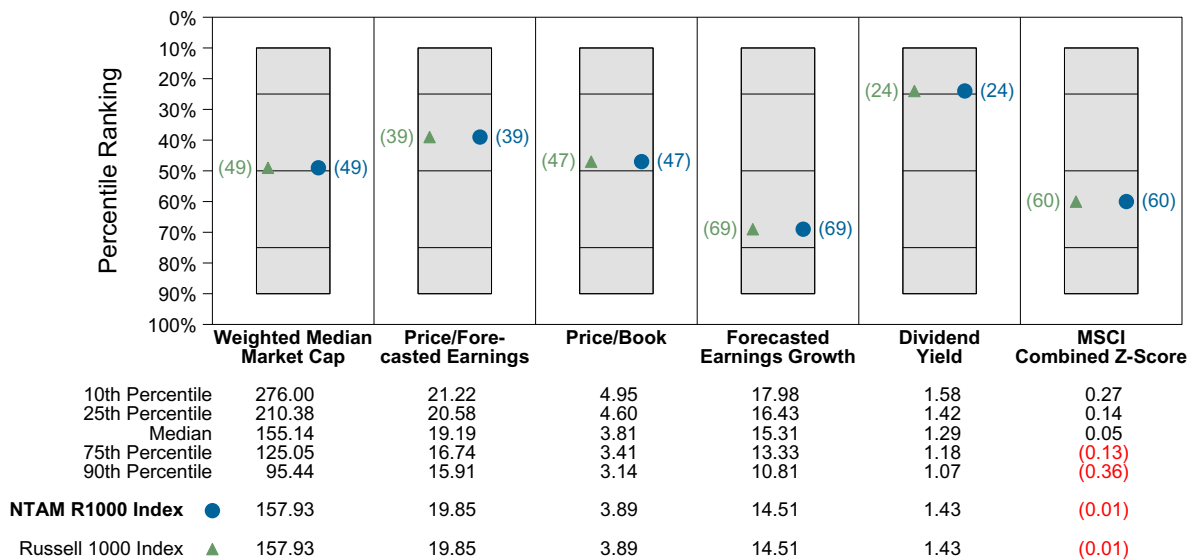 0%
10%
20%
30%
40%
50%
60%
70%
80%
90%
100%
Percentile Ranking
(49) (49)
(39) (39)
(47) (47)
(69) (69)
(24) (24)
(60) (60)
Weighted Median Market Cap
Price/Fore-casted Earnings
Price/Book
Forecasted Earnings Growth
Dividend Yield
MSCI Combined Z-Score
10th Percentile 276.00 21.22 4.95 17.98 1.58 0.27
25th Percentile 210.38 20.58 4.60 16.43 1.42 0.14
Median 155.14 19.19 3.81 15.31 1.29 0.05
75th Percentile 125.05 16.74 3.41 13.33 1.18 (0.13)
90th Percentile 95.44 15.91 3.14 10.81 1.07 (0.36)
NTAM R1000 Index 157.93 19.85 3.89 14.51 1.43 (0.01)
Russell 1000 Index 157.93 19.85 3.89 14.51 1.43 (0.01)